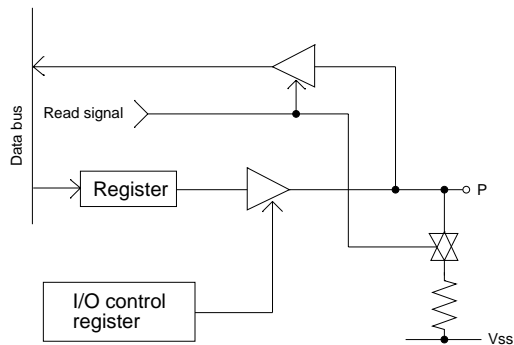 Data bus
Read signal
Register
P
I/O control
register
Vss